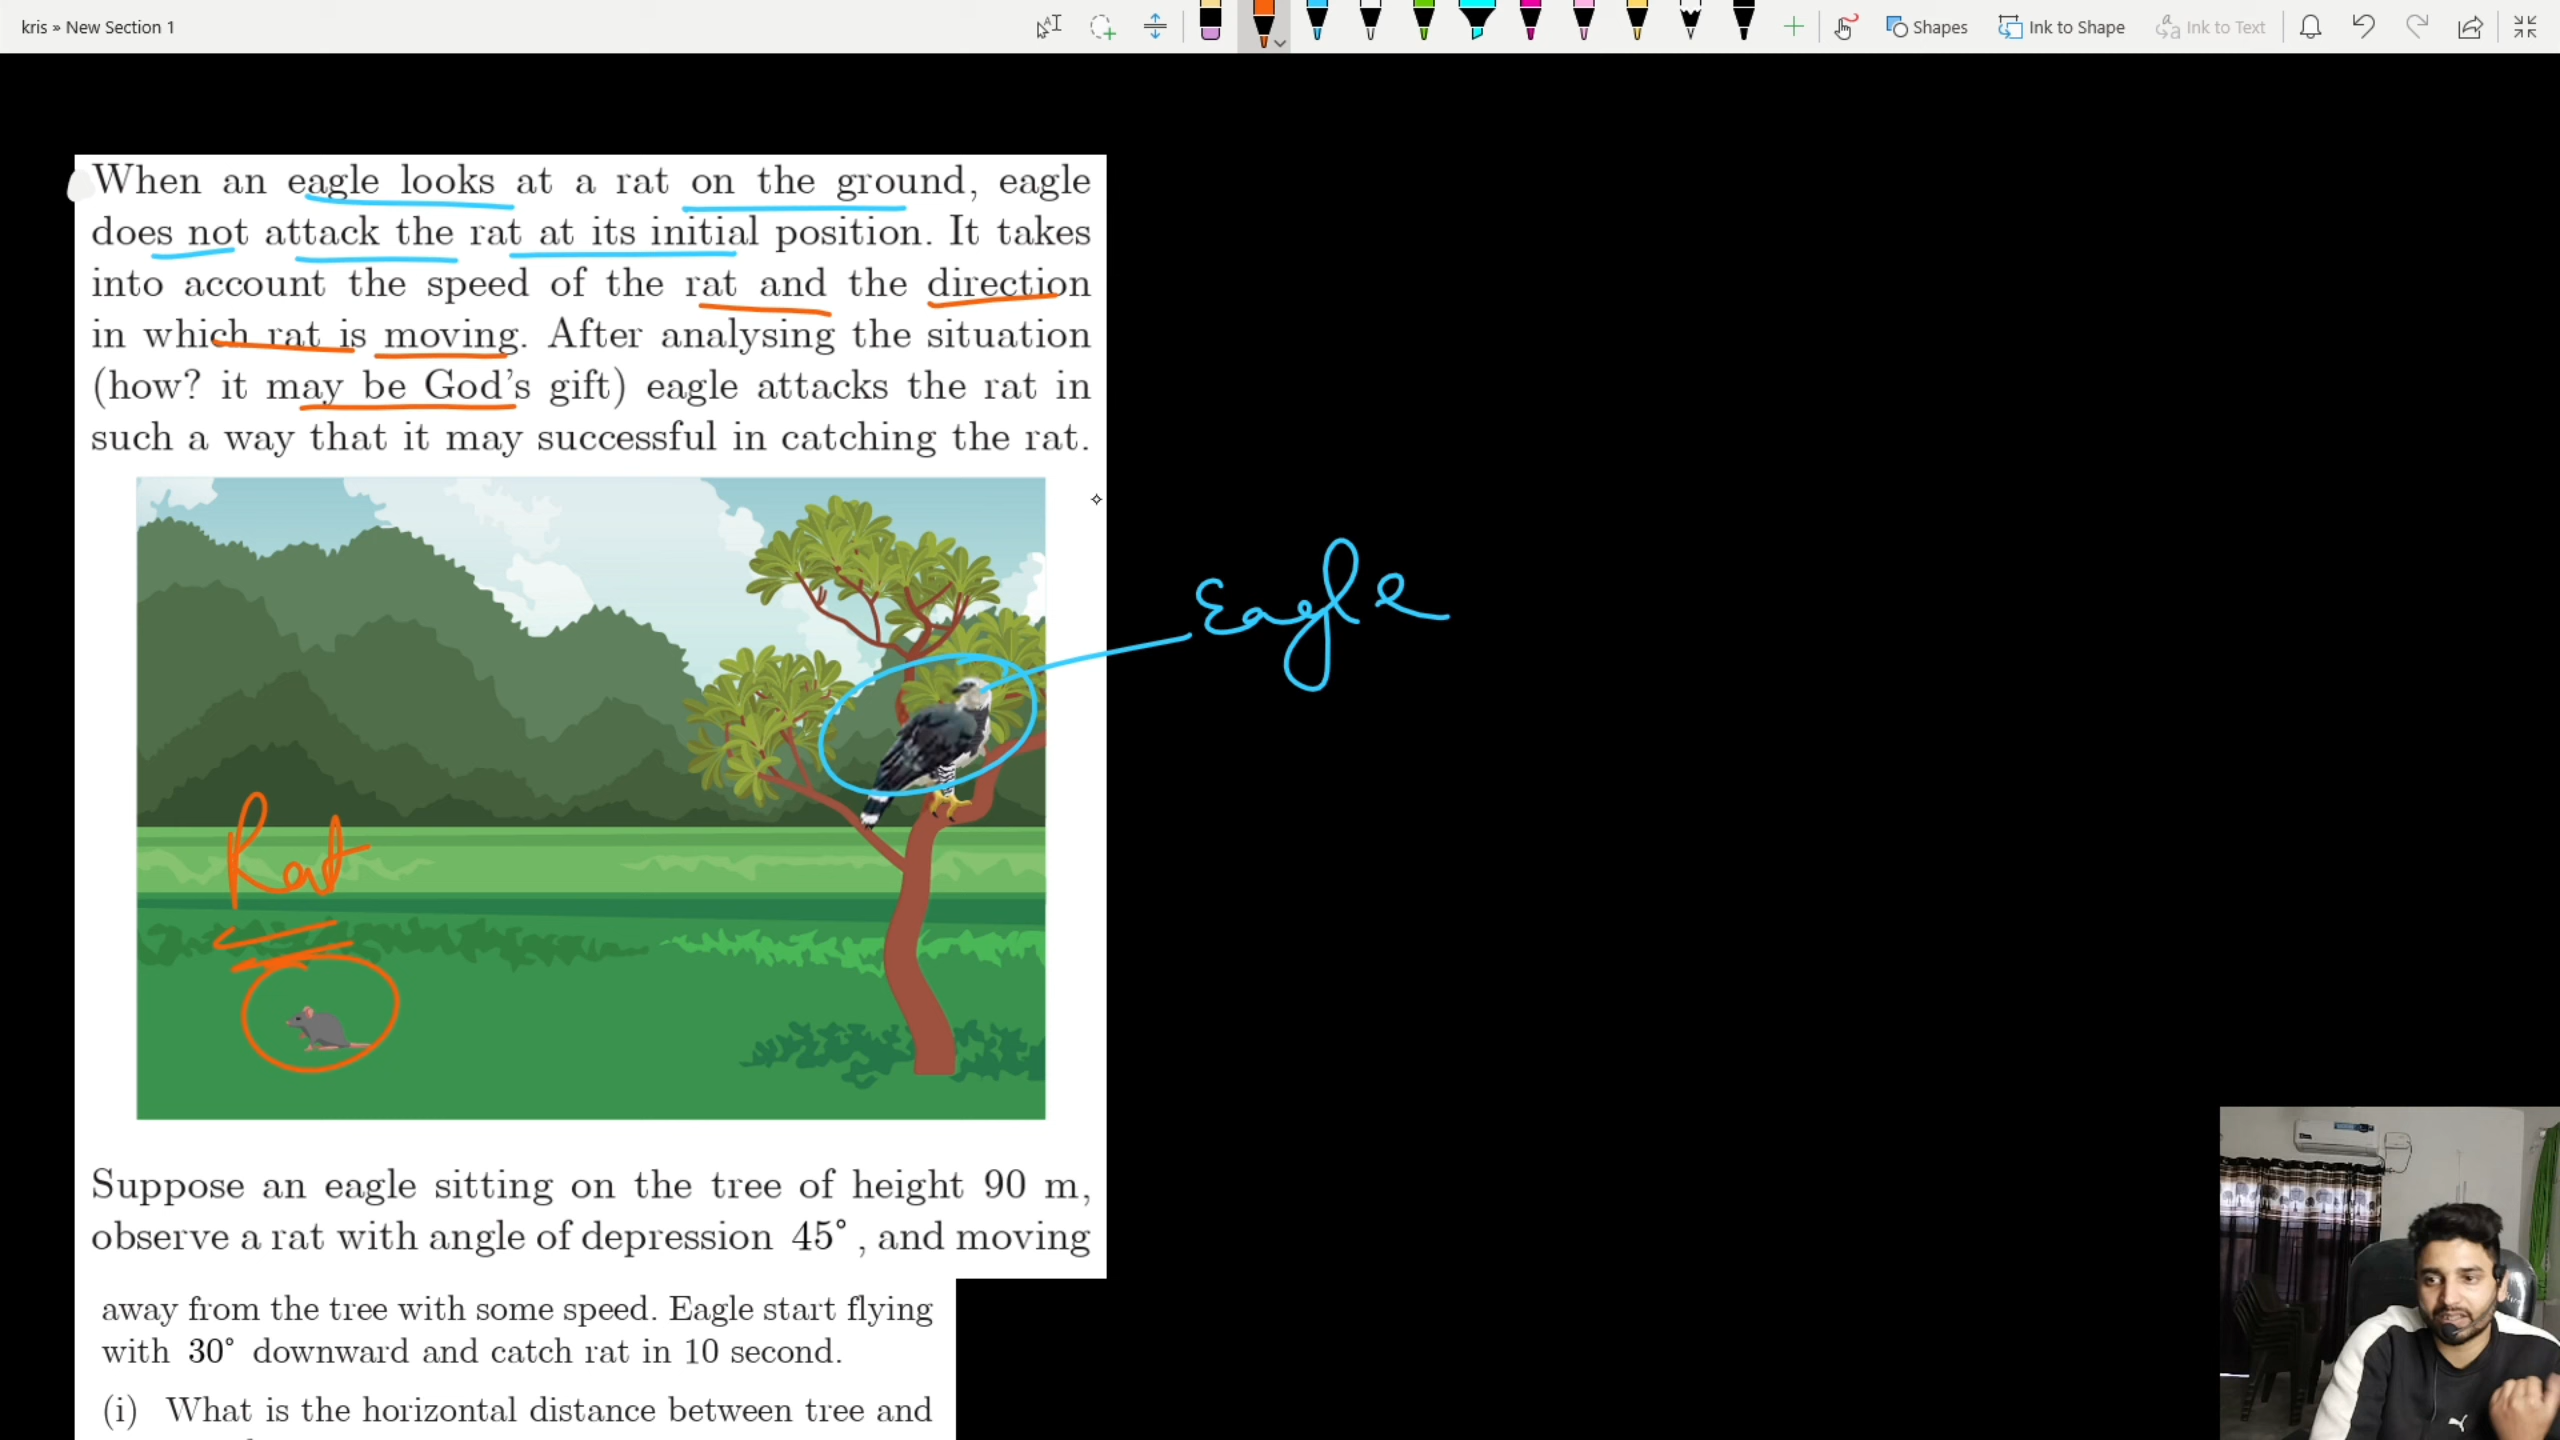 kris » New Section 1
Shapes
Ink to Shape
Ink to Text
When an eagle looks at a rat on the ground, eagle
does not attack the rat at its initial position. It takes
into account the speed of the rat and the direction
in which rat is moving. After analysing the situation
(how? it may be God's gift) eagle attacks the rat in
such a way that it may successful in catching the rat.
Eagle
Rat
Suppose an eagle sitting on the tree of height 90 m,
observe a rat with angle of depression 45°, and moving
away from the tree with some speed. Eagle start flying
with 30° downward and catch rat in 10 second.
(i) What is the horizontal distance between tree and